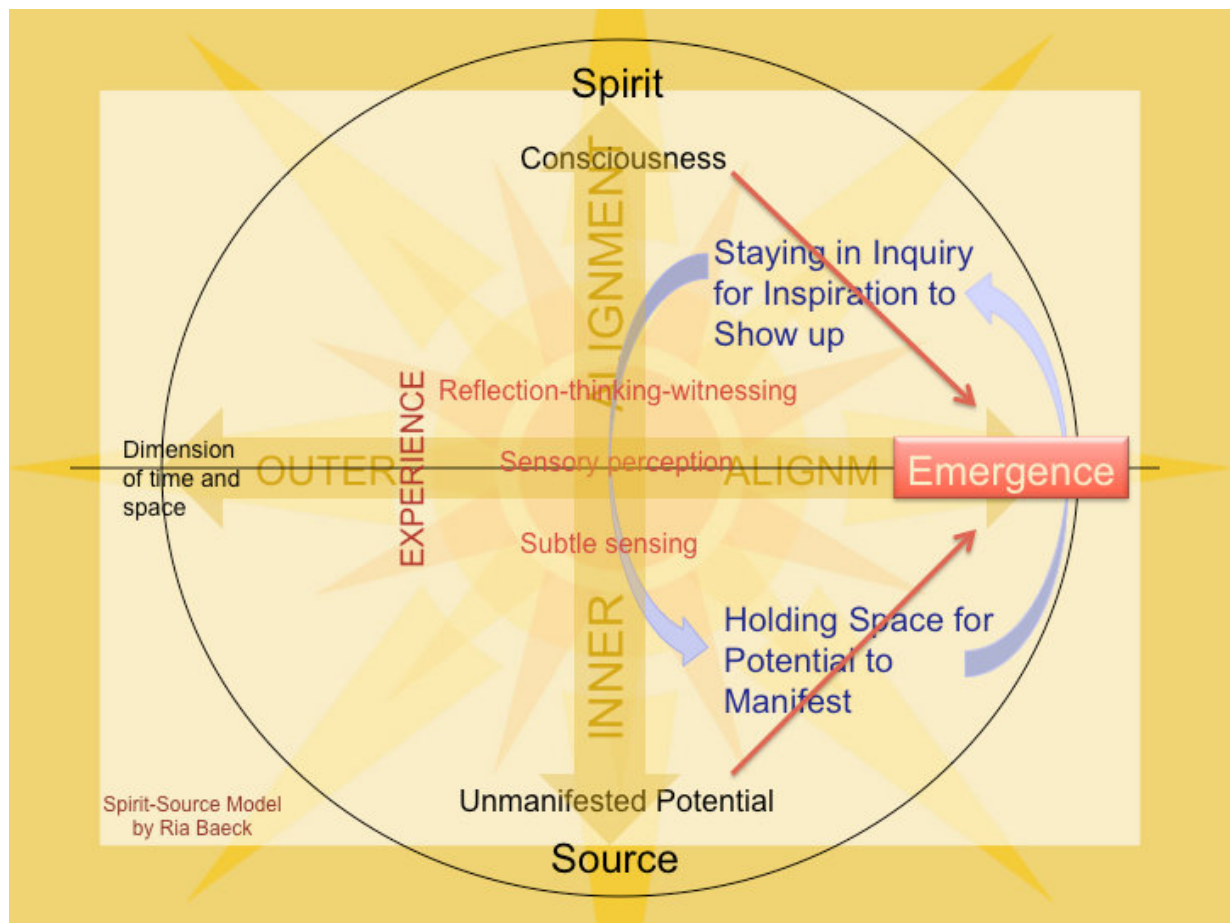 Spirit
Consciousness
Staying in Inquiry
for Inspiration to
Show up
INNER ALIGNMENT
Reflection-thinking-witnessing
EXPERIENCE
Dimension
of time and
space
OUTER
Sensory perception
ALIGNM
Emergence
Subtle sensing
Holding Space for
Potential to
Manifest
Unmanifested Potential
Spirit-Source Model
by Ria Baeck
Source